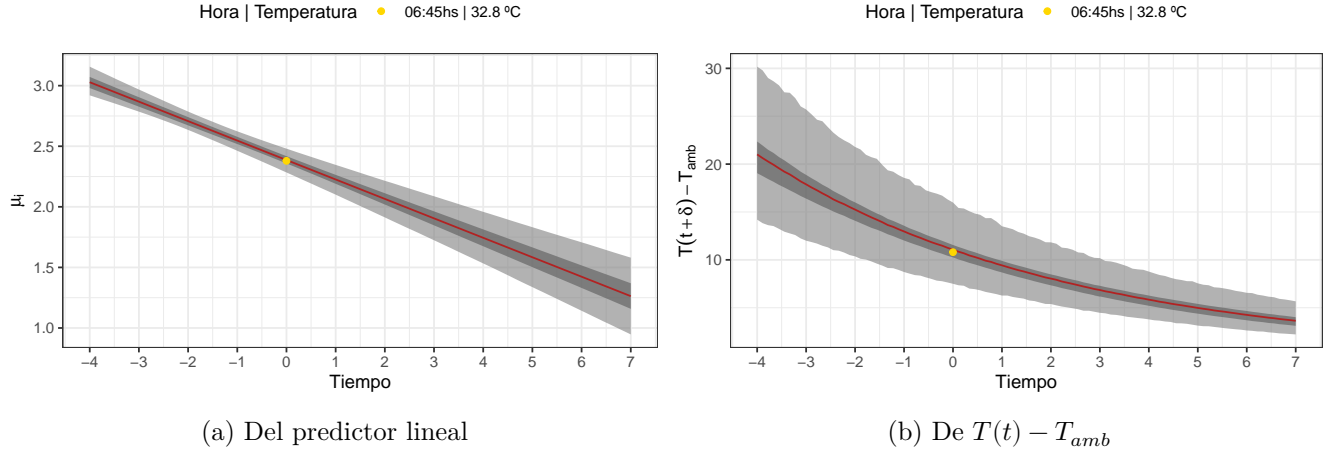 Hora | Temperatura 06:45hs | 32.8 ºC
3.0
2.5
2.0
1.5
1.0
μi
−4 −3 −2 −1 0 1 2 3 4 5 6 7
Tiempo
(a) Del predictor lineal
Hora | Temperatura 06:45hs | 32.8 ºC
30
20
10
T(t + δ) − Tamb
−4 −3 −2 −1 0 1 2 3 4 5 6 7
Tiempo
(b) De T(t) − Tamb